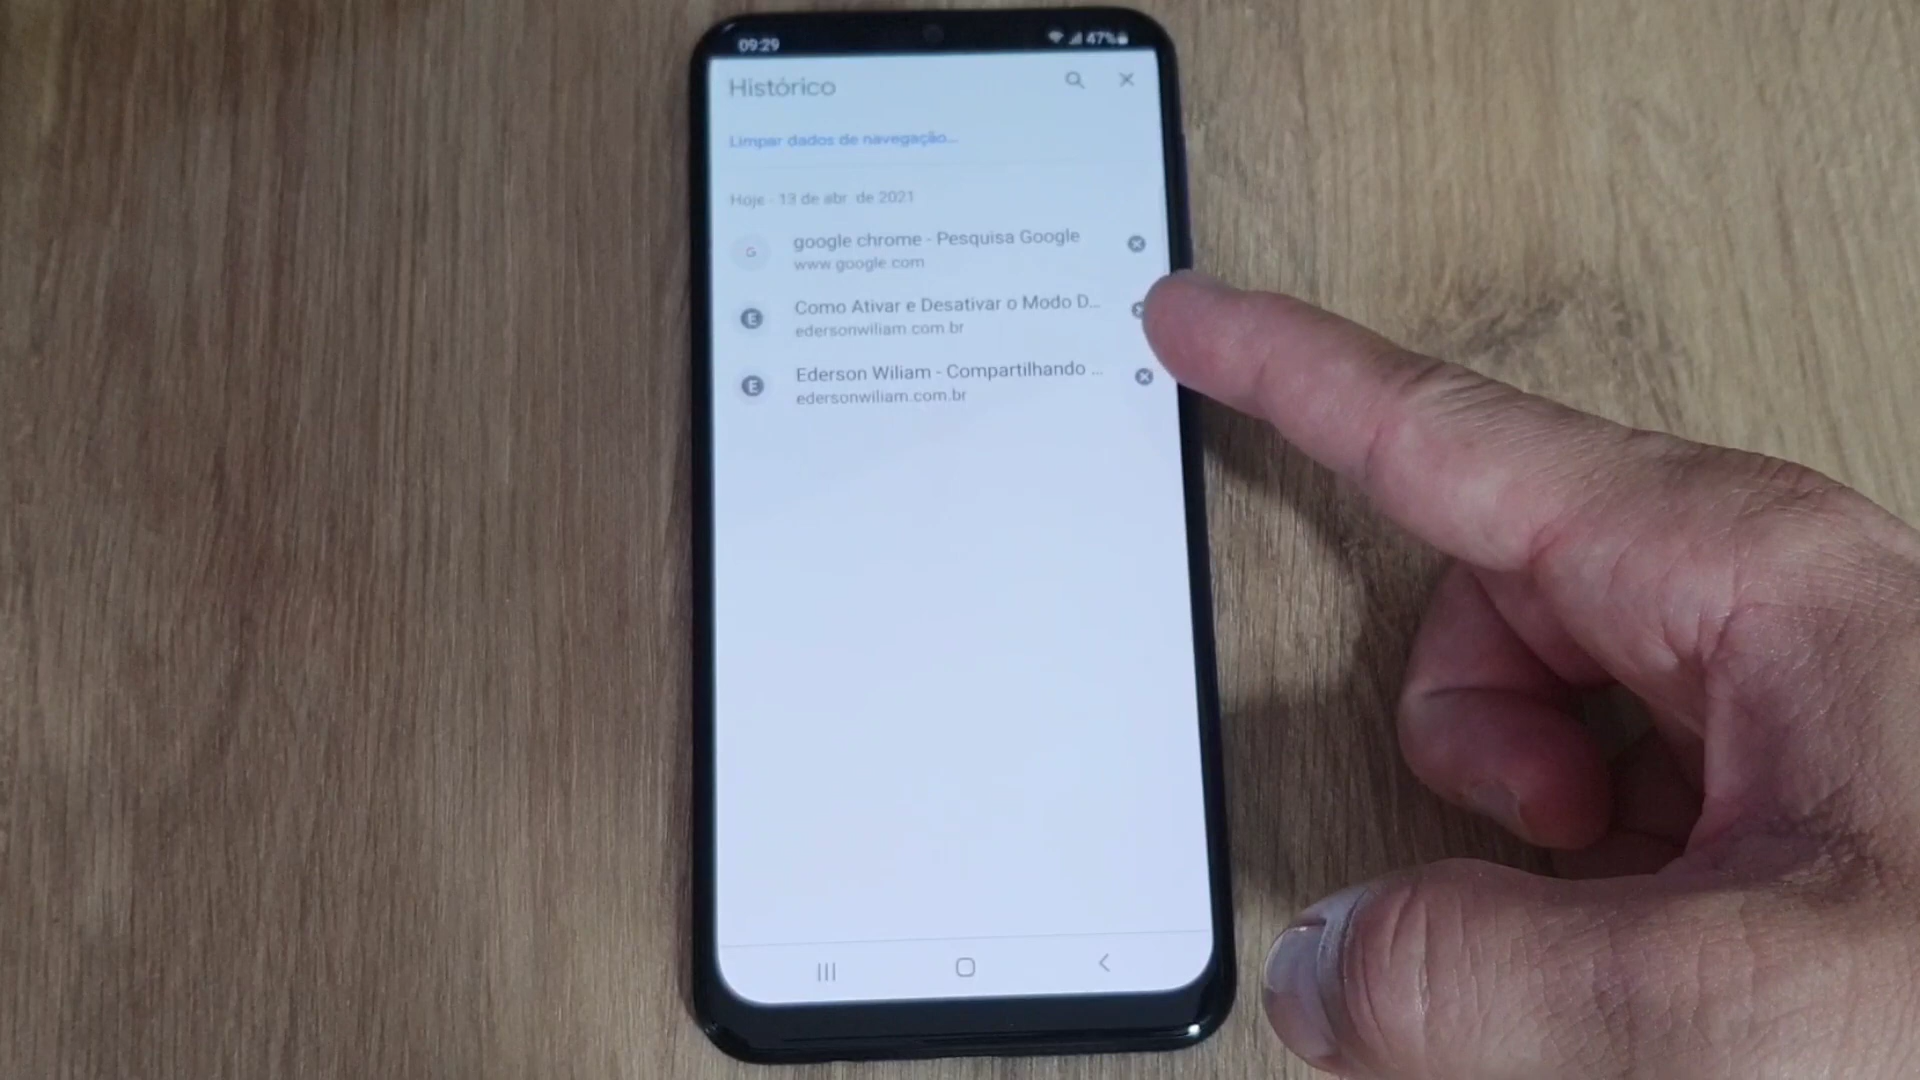 09:29
47%
Histórico
Limpar dados de navegação...
Hoje - 13 de abr. de 2021
G
google chrome - Pesquisa Google
www.google.com
E
Como Ativar e Desativar o Modo D...
edersonwiliam.com.br
E
Ederson Wiliam - Compartilhando ...
edersonwiliam.com.br